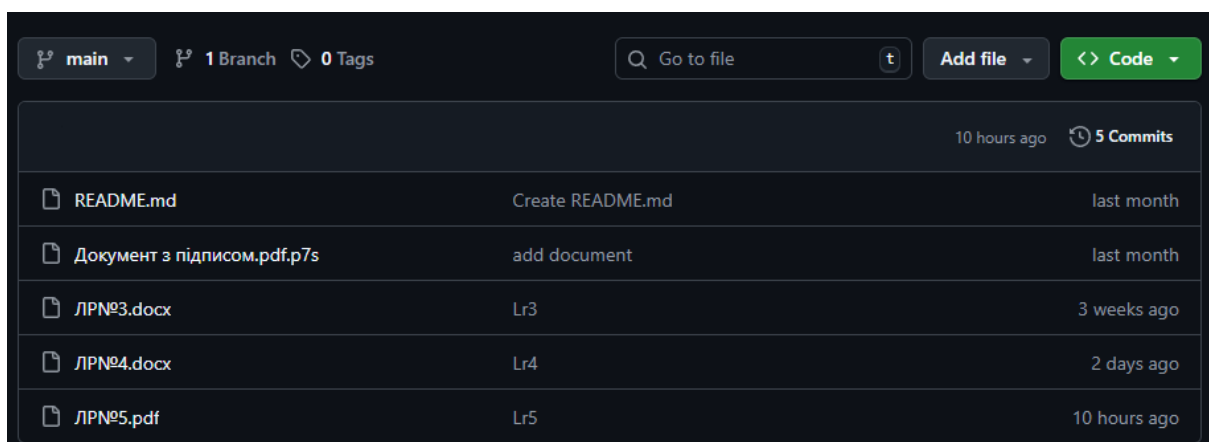 main 1 Branch 0 Tags Go to file t Add file <> Code
10 hours ago 5 Commits
README.md Create README.md last month
Документ з підписом.pdf.p7s add document last month
ЛР№3.docx Lr3 3 weeks ago
ЛР№4.docx Lr4 2 days ago
ЛР№5.pdf Lr5 10 hours ago